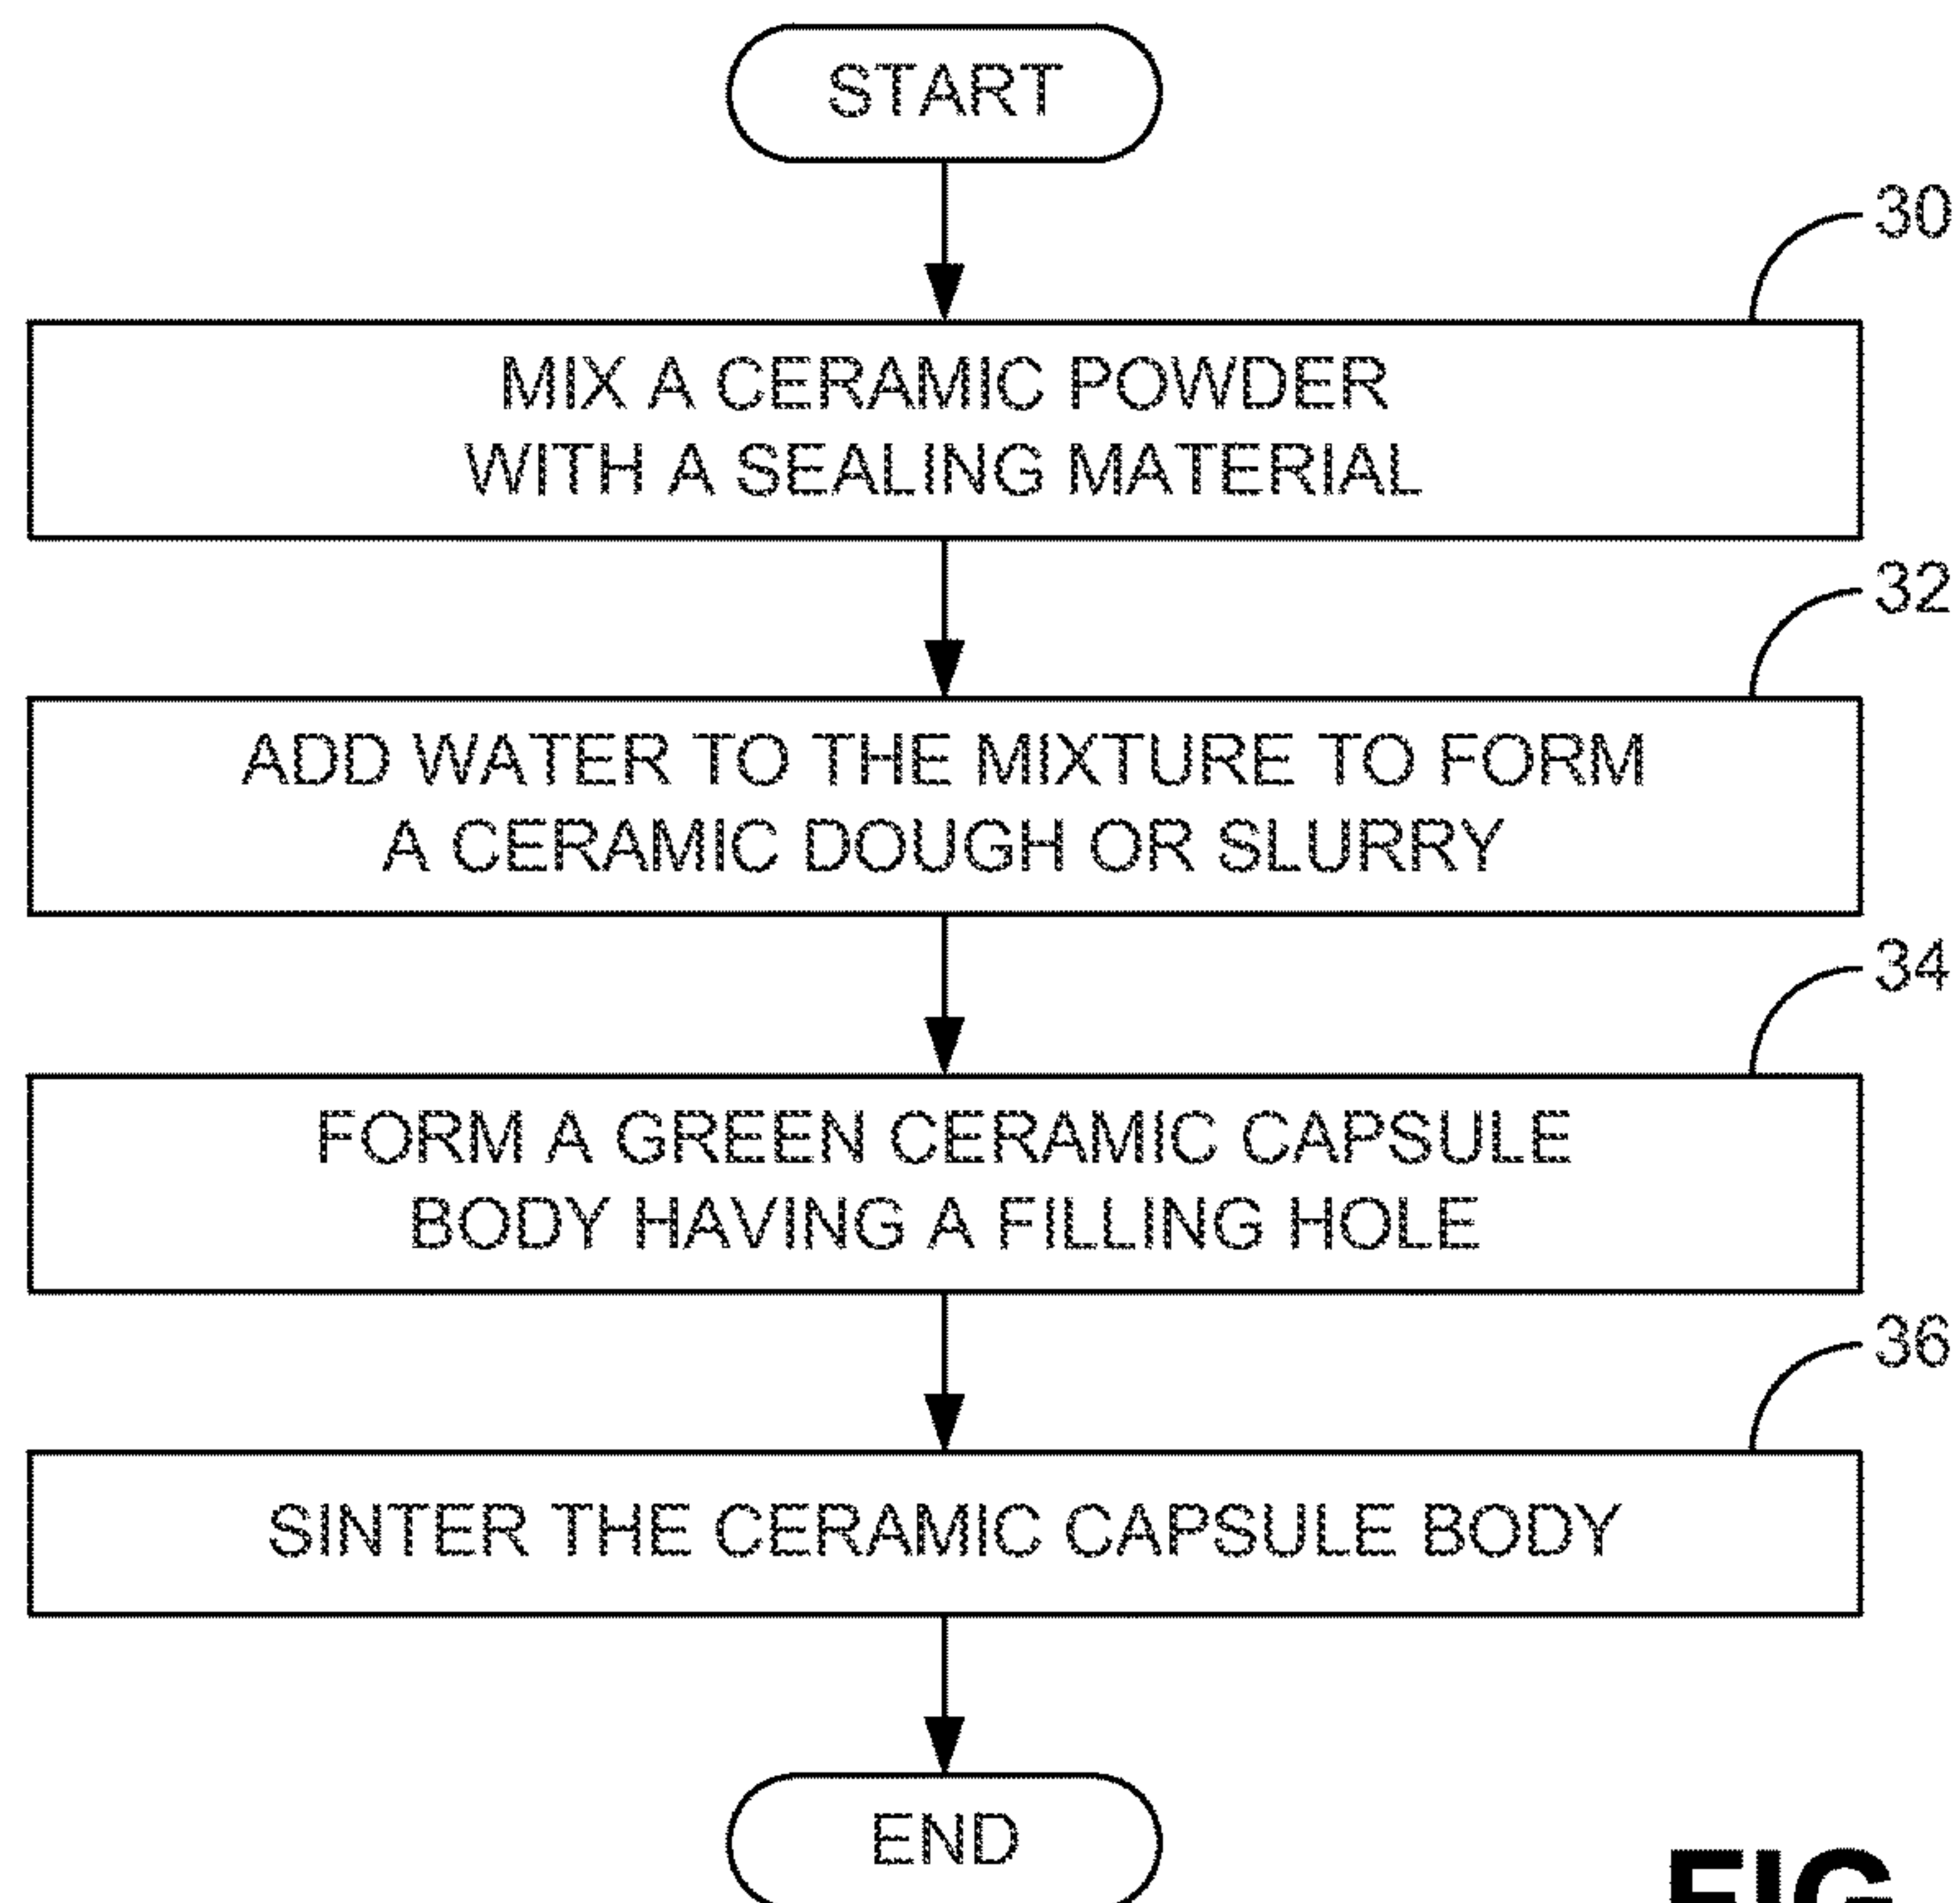 START
30
MIX A CERAMIC POWDER
WITH A SEALING MATERIAL
32
ADD WATER TO THE MIXTURE TO FORM
A CERAMIC DOUGH OR SLURRY
34
FORM A GREEN CERAMIC CAPSULE
BODY HAVING A FILLING HOLE
36
SINTER THE CERAMIC CAPSULE BODY
END
FIG